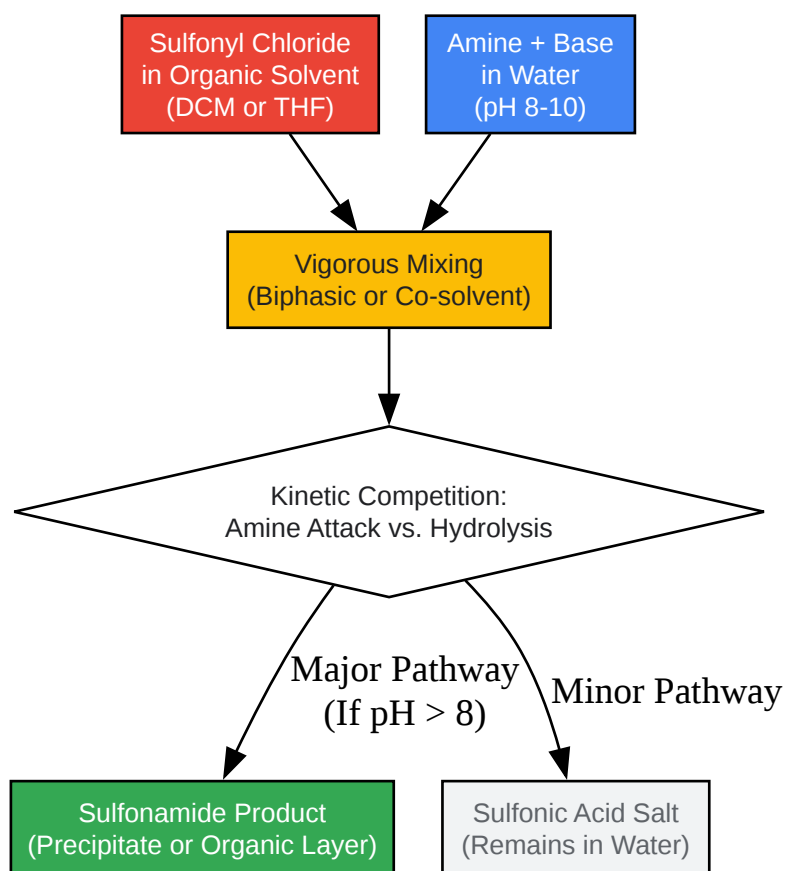 Sulfonyl Chloride
in Organic Solvent
(DCM or THF)
Amine + Base
in Water
(pH 8-10)
Vigorous Mixing
(Biphasic or Co-solvent)
Kinetic Competition:
Amine Attack vs. Hydrolysis
Major Pathway
(If pH > 8)
Minor Pathway
Sulfonamide Product
(Precipitate or Organic Layer)
Sulfonic Acid Salt
(Remains in Water)